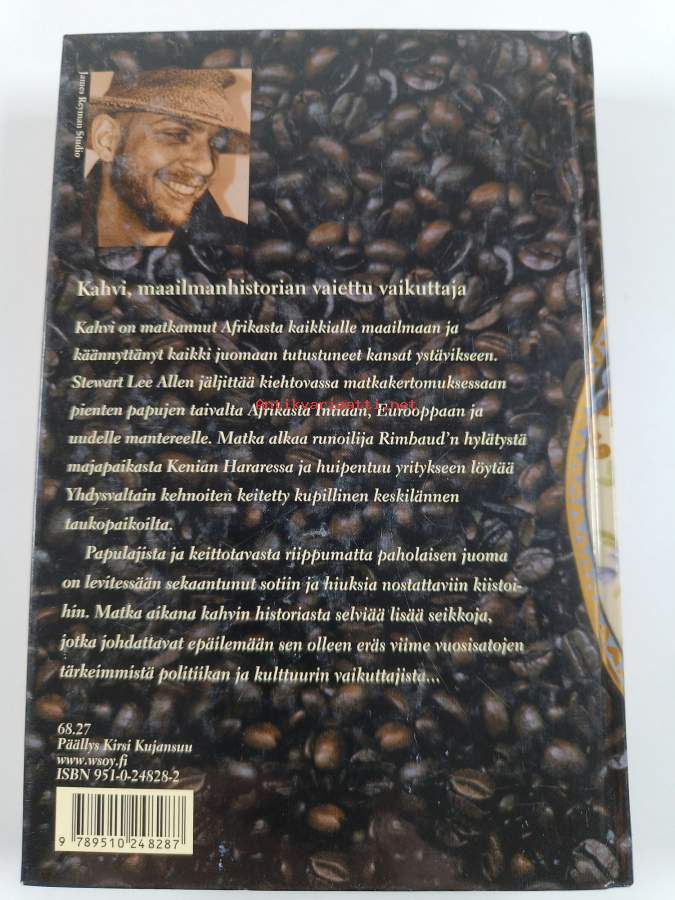 James Reyman Studio
Kahvi, maailmanhistorian vaiettu vaikuttaja
Kahvi on matkannut Afrikasta kaikkialle maailmaan ja
käännyttänyt kaikki juomaan tutustuneet kansat ystävikseen.
Stewart Lee Allen jäljittää kiehtovassa matkakertomuksessaan
pienten papujen taivalta Afrikasta Intiaan, Eurooppaan ja
Antikvariaatti.net
uudelle mantereelle. Matka alkaa runoilija Rimbaud'n hylätystä
majapaikasta Kenian Hararessa ja huipentuu yritykseen löytää
Yhdysvaltain kehnoiten keitetty kupillinen keskilännen
taukopaikoilta.
Papulajista ja keittotavasta riippumatta paholaisen juoma
on levitessään sekaantunut sotiin ja hiuksia nostattaviin kiistoi-
hin. Matka aikana kahvin historiasta selviää lisää seikkoja,
jotka johdattavat epäilemään sen olleen eräs viime vuosisatojen
tärkeimmistä politiikan ja kulttuurin vaikuttajista...
68.27
Päällys Kirsi Kujansuu
www.wsoy.fi
ISBN 951-0-24828-2
9 789510 248287